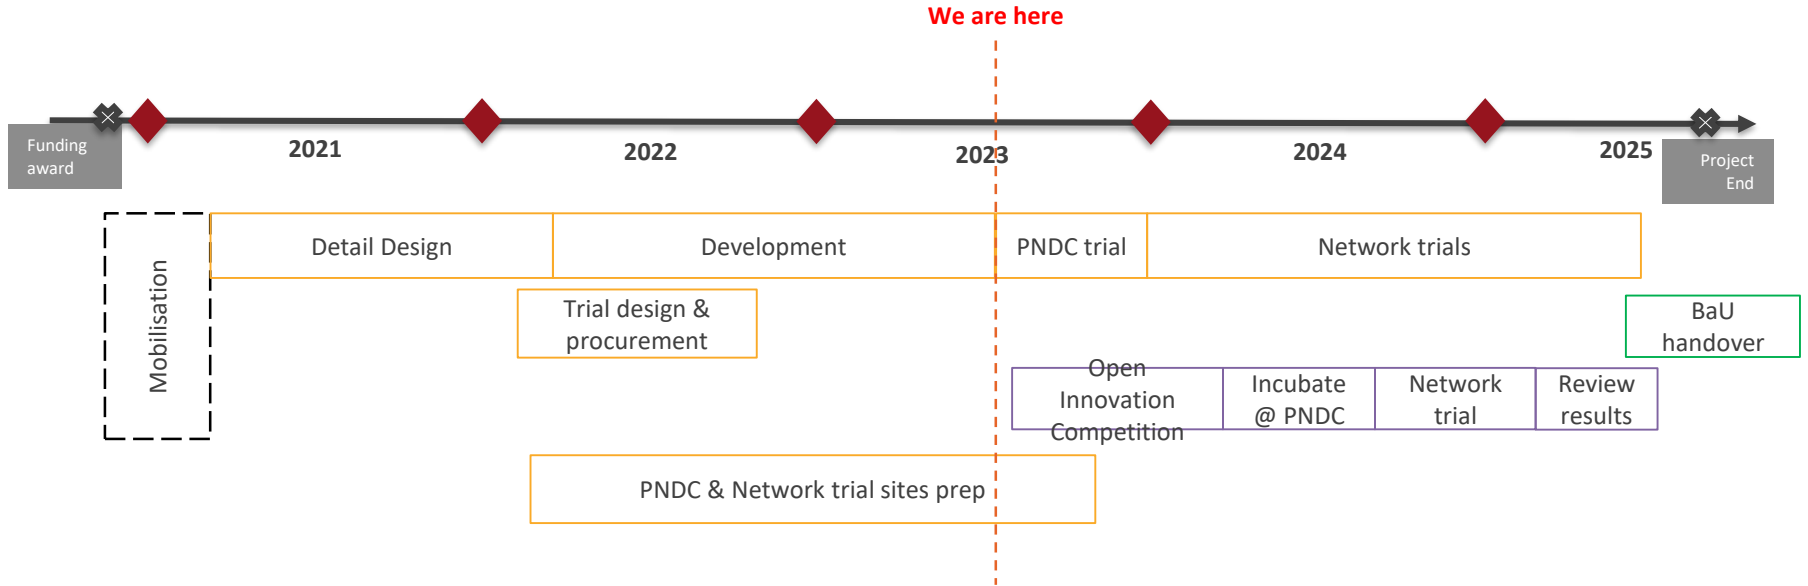 We are here
Funding
award
2021
2022
2023
2024
2025
Project
End
Mobilisation
Detail Design
Development
PNDC trial
Network trials
Trial design &
procurement
BaU
handover
Open
Innovation
Competition
Incubate
@ PNDC
Network
trial
Review
results
PNDC & Network trial sites prep